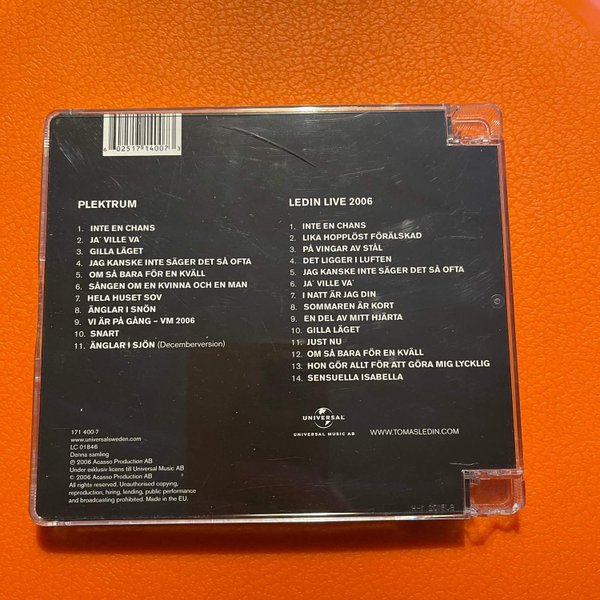 6 02517 14007 3
PLEKTRUM
1. INTE EN CHANS
2. JA´ VILLE VA´
3. GILLA LÄGET
4. JAG KANSKE INTE SÄGER DET SÅ OFTA
5. OM SÅ BARA FÖR EN KVÄLL
6. SÅNGEN OM EN KVINNA OCH EN MAN
7. HELA HUSET SOV
8. ÄNGLAR I SNÖN
9. VI ÄR PÅ GÅNG – VM 2006
10. SNART
11. ÄNGLAR I SJÖN (Decemberversion)
LEDIN LIVE 2006
1. INTE EN CHANS
2. LIKA HOPPLÖST FÖRÄLSKAD
3. PÅ VINGAR AV STÅL
4. DET LIGGER I LUFTEN
5. JAG KANSKE INTE SÄGER DET SÅ OFTA
6. JA´ VILLE VA´
7. I NATT ÄR JAG DIN
8. SOMMAREN ÄR KORT
9. EN DEL AV MITT HJÄRTA
10. GILLA LÄGET
11. JUST NU
12. OM SÅ BARA FÖR EN KVÄLL
13. HON GÖR ALLT FÖR ATT GÖRA MIG LYCKLIG
14. SENSUELLA ISABELLA
171 400-7
www.universalsweden.com
LC 01846
Denna samling
℗ 2006 Acasso Production AB
Under exklusiv licens till Universal Music AB
© 2006 Acasso Production AB
All rights reserved. Unauthorised copying,
reproduction, hiring, lending, public performance
and broadcasting prohibited. Made in the EU.
UNIVERSAL
UNIVERSAL MUSIC AB
WWW.TOMASLEDIN.COM